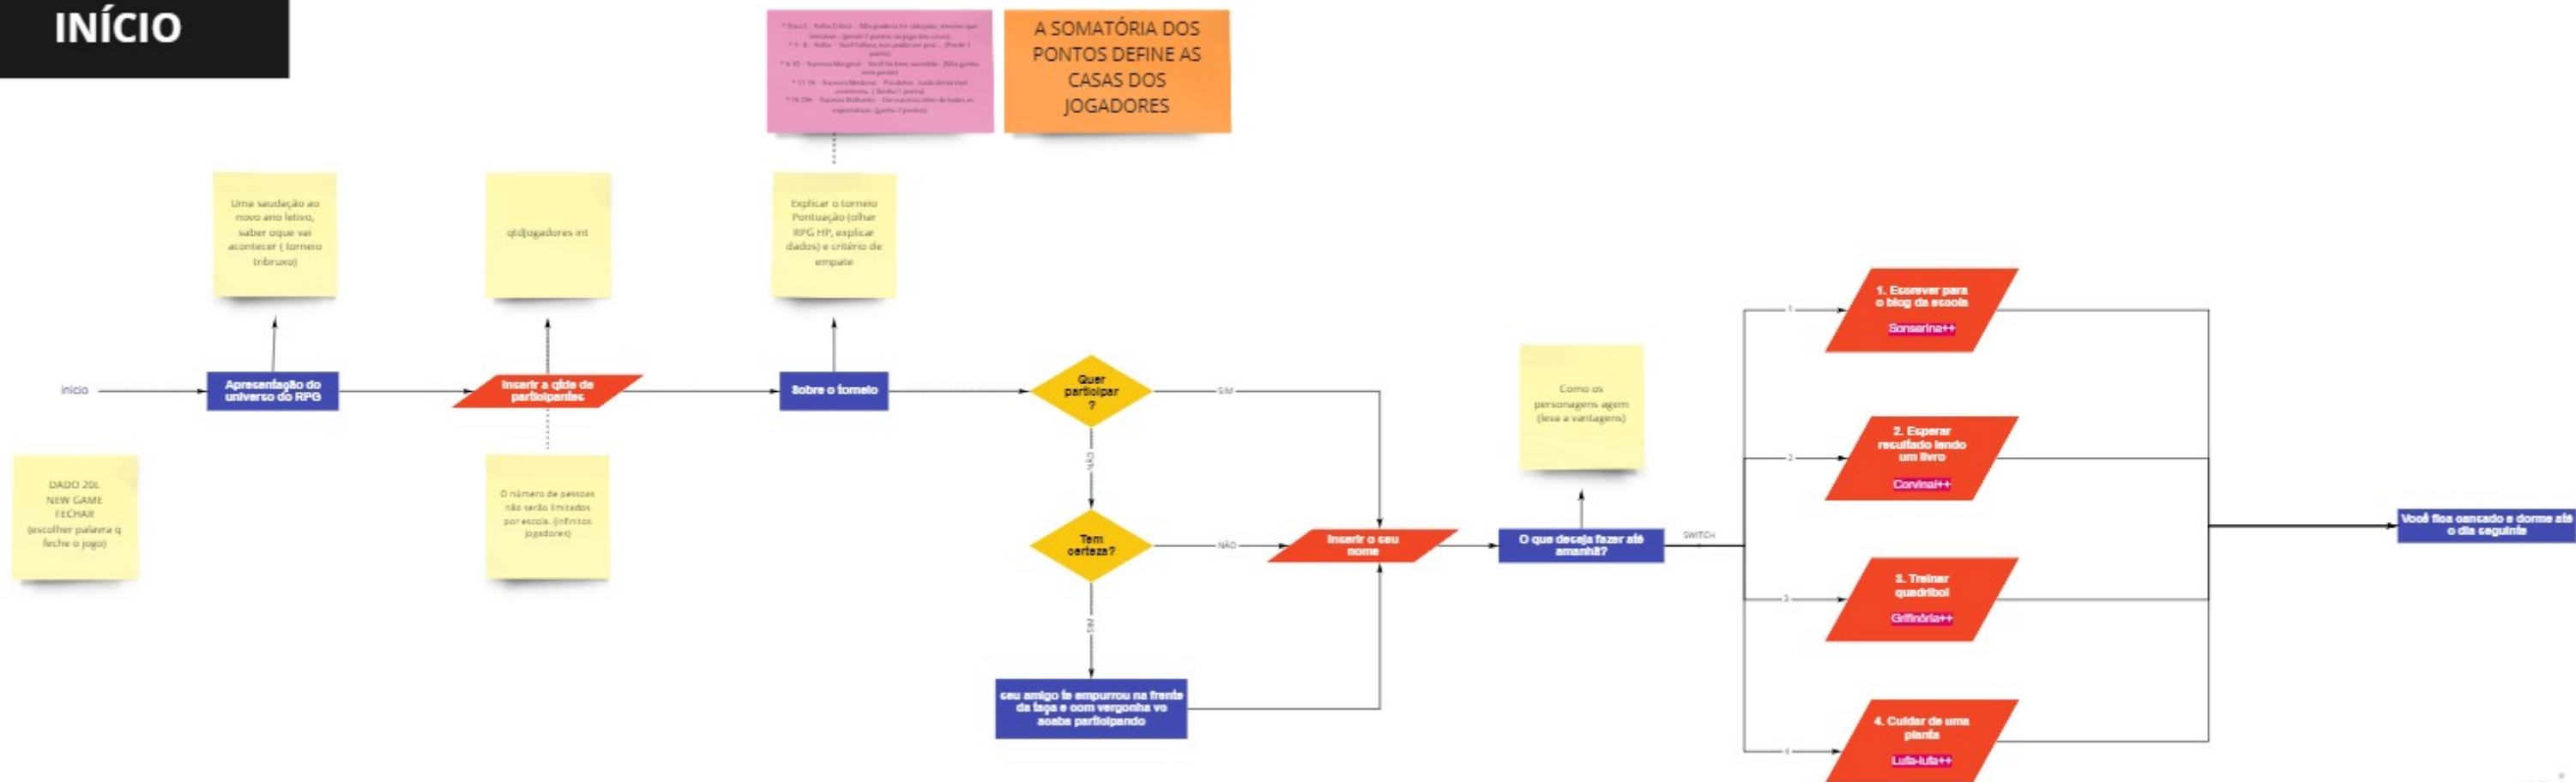 INÍCIO
A SOMATÓRIA DOS
PONTOS DEFINE AS
CASAS DOS
JOGADORES
Uma saudação ao
novo ano letivo,
saber oque vai
acontecer ( torneio
tribruxo)
qtdjogadores int
Explicar o torneio
Pontuação (olhar
RPG HP, explicar
dados) e critério de
empate
Início
Apresentação do
universo do RPG
Inserir a qtde de
participantes
Sobre o torneio
Quer
participar
?
SIM
NÃO
Como os
personagens agem
(leva a vantagens)
DADO 20L
NEW GAME
FECHAR
(escolher palavra q
feche o jogo)
O número de pessoas
não serão limitados
por escola. (infinitos
jogadores)
Tem
certeza?
NÃO
SIM
Inserir o seu
nome
O que deseja fazer até
amanhã?
SWITCH
seu amigo te empurrou na frente
da taça e com vergonha vc
acaba participando
1
1. Escrever para
o blog da escola
Sonserina++
2
2. Esperar
resultado lendo
um livro
Corvinal++
3
3. Treinar
quadribol
Grifinória++
4
4. Cuidar de uma
planta
Lufa-lufa++
Você fica cansado e dorme até
o dia seguinte